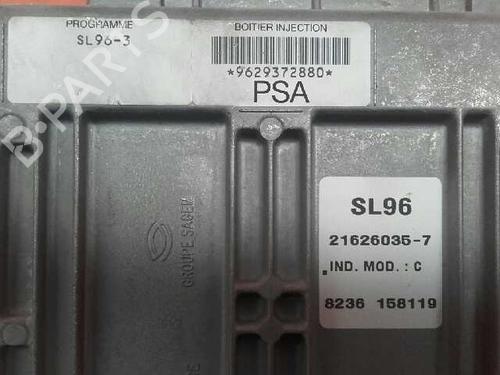 PROGRAMME
SL96-3
BOITIER INJECTION
*9629372880*
PSA
GROUPE SAGEM
SL96
21626035-7
IND. MOD. : C
8236 158119
B-PARTS